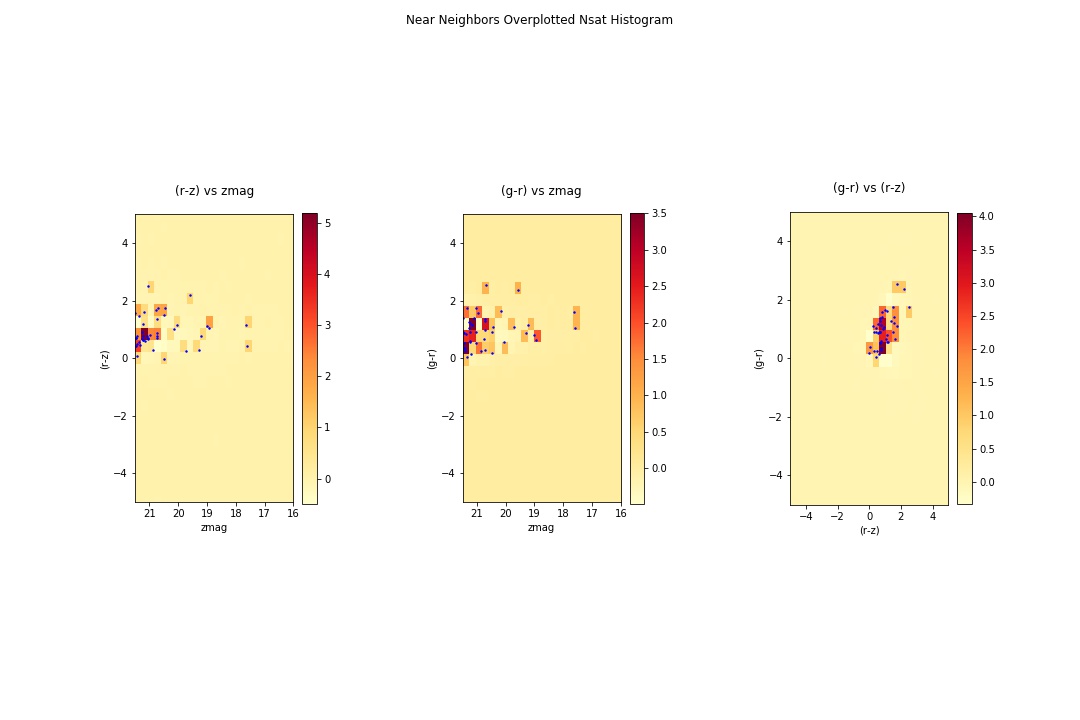 Near Neighbors Overplotted Nsat Histogram
(r-z) vs zmag
(r-z)
4
2
0
−2
−4
21 20 19 18 17 16
zmag
5
4
3
2
1
0
(g-r) vs zmag
(g-r)
4
2
0
−2
−4
21 20 19 18 17 16
zmag
3.5
3.0
2.5
2.0
1.5
1.0
0.5
0.0
(g-r) vs (r-z)
(g-r)
4
2
0
−2
−4
−4 −2 0 2 4
(r-z)
4.0
3.5
3.0
2.5
2.0
1.5
1.0
0.5
0.0